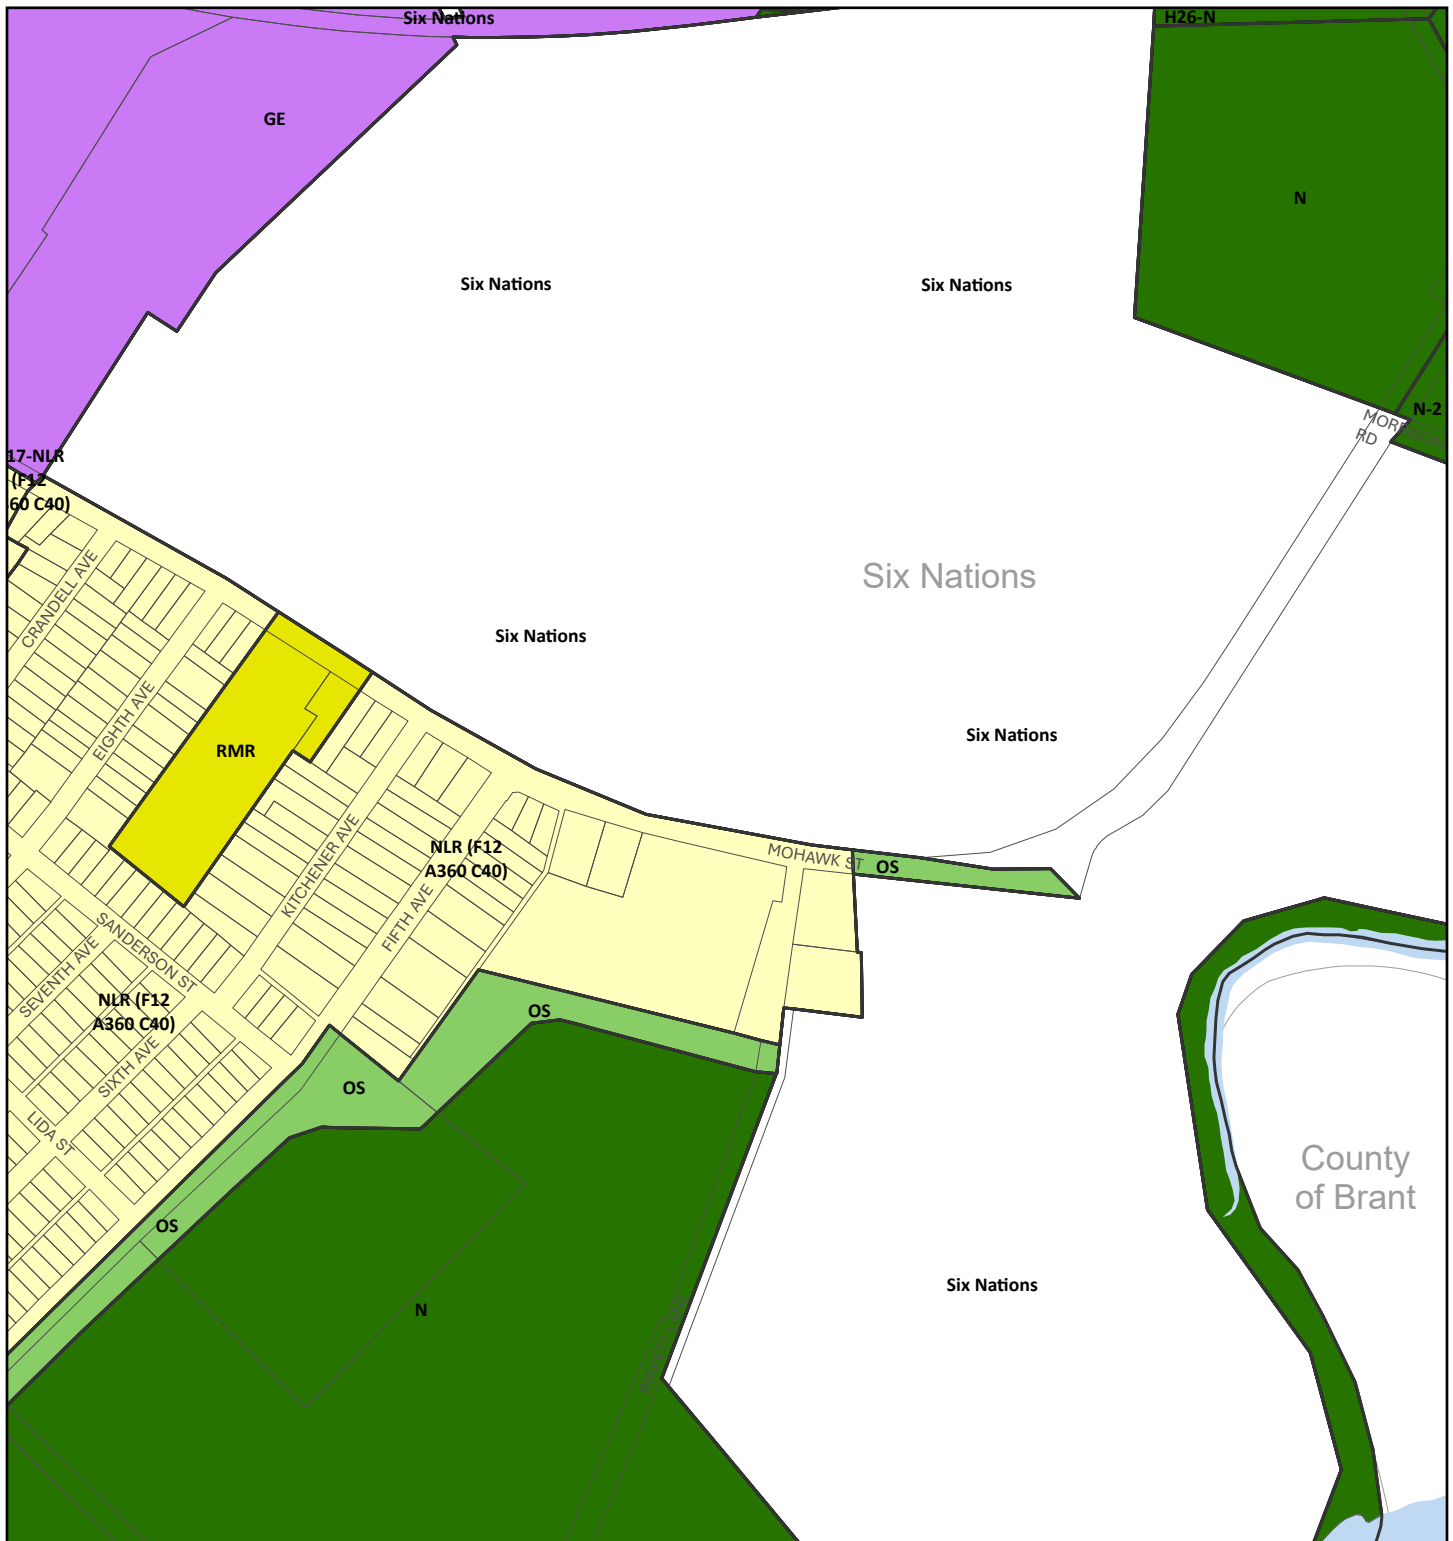 Six Nations
H26-N
GE
N
Six Nations
Six Nations
N-2
MORRISON
RD
17-NLR
(F12
60 C40)
CRANDELL AVE
Six Nations
Six Nations
EIGHTH AVE
Six Nations
RMR
KITCHENER AVE
NLR (F12
A360 C40)
MOHAWK ST
OS
FIFTH AVE
SANDERSON ST
SEVENTH AVE
NLR (F12
A360 C40)
OS
SIXTH AVE
OS
LIDA ST
County
of Brant
OS
Six Nations
N